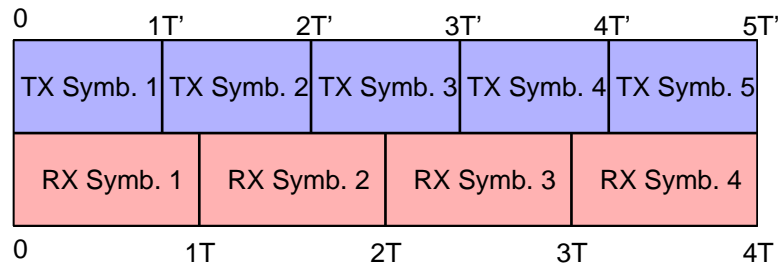 0 1T' 2T' 3T' 4T' 5T'
TX Symb. 1 TX Symb. 2 TX Symb. 3 TX Symb. 4 TX Symb. 5
RX Symb. 1 RX Symb. 2 RX Symb. 3 RX Symb. 4
0 1T 2T 3T 4T